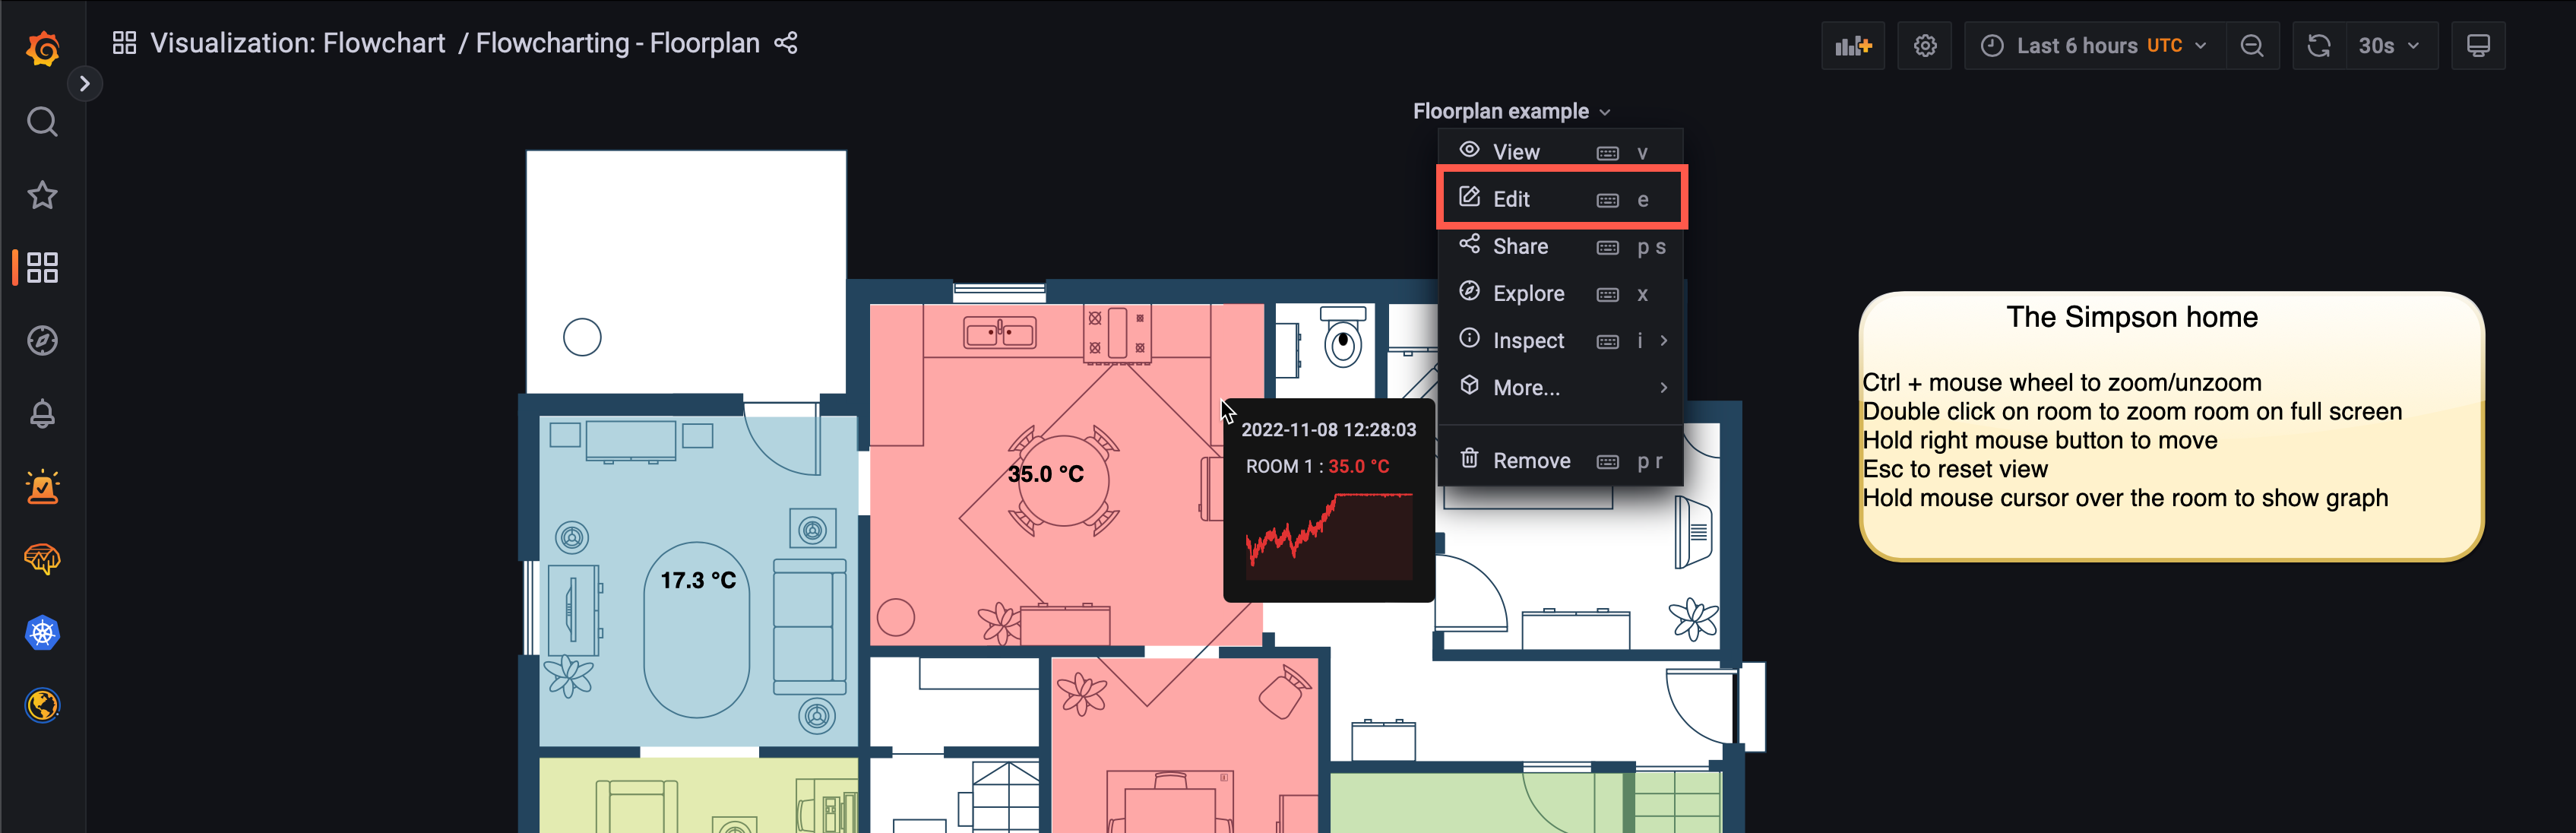 Visualization: Flowchart / Flowcharting - Floorplan
Last 6 hours UTC
30s
Floorplan example
View v
Edit e
Share p s
Explore x
Inspect i
More...
Remove p r
2022-11-08 12:28:03
ROOM 1 : 35.0 °C
35.0 °C
17.3 °C
The Simpson home
Ctrl + mouse wheel to zoom/unzoom
Double click on room to zoom room on full screen
Hold right mouse button to move
Esc to reset view
Hold mouse cursor over the room to show graph